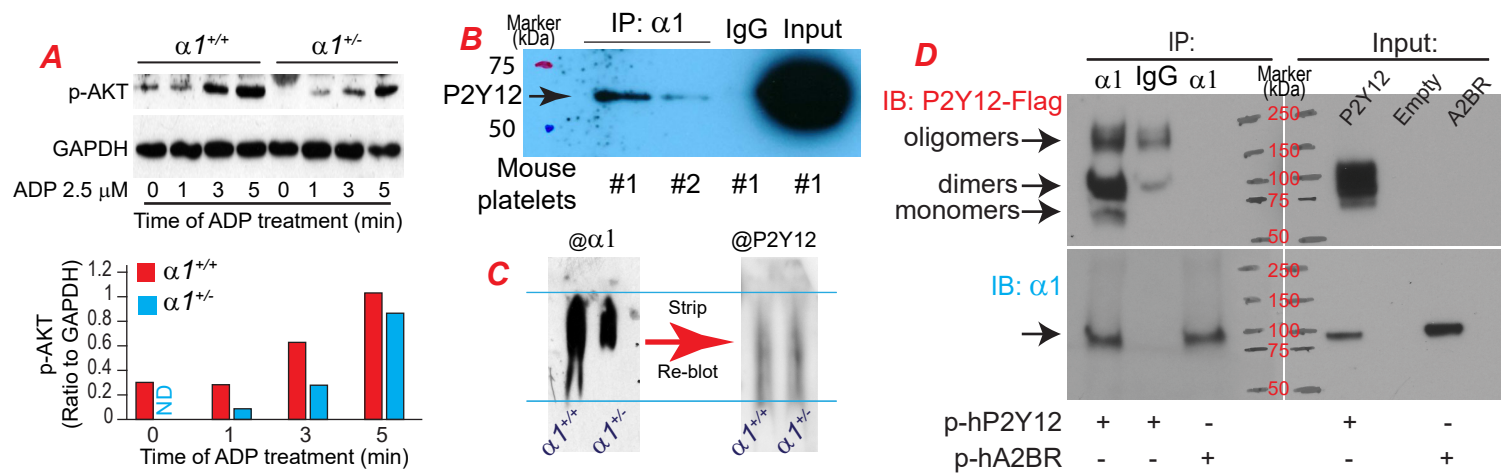 A
α1+/+ α1+/-
p-AKT
GAPDH
ADP 2.5 μM 0 1 3 5 0 1 3 5
Time of ADP treatment (min)
p-AKT
(Ratio to GAPDH)
1.2
1
0.8
0.6
0.4
0.2
0
α1+/+
α1+/-
ND
0 1 3 5
Time of ADP treatment (min)
B
Marker
(kDa)
IP: α1 IgG Input
75
P2Y12
50
Mouse
platelets
#1 #2 #1 #1
C
@α1 @P2Y12
Strip
Re-blot
α1+/+ α1+/- α1+/+ α1+/-
D
IP: Input:
α1 IgG α1
Marker
(kDa)
P2Y12 Empty A2BR
IB: P2Y12-Flag
oligomers
dimers
monomers
250
150
100
75
50
IB: α1
250
150
100
75
50
p-hP2Y12 + + - + -
p-hA2BR - - + - +